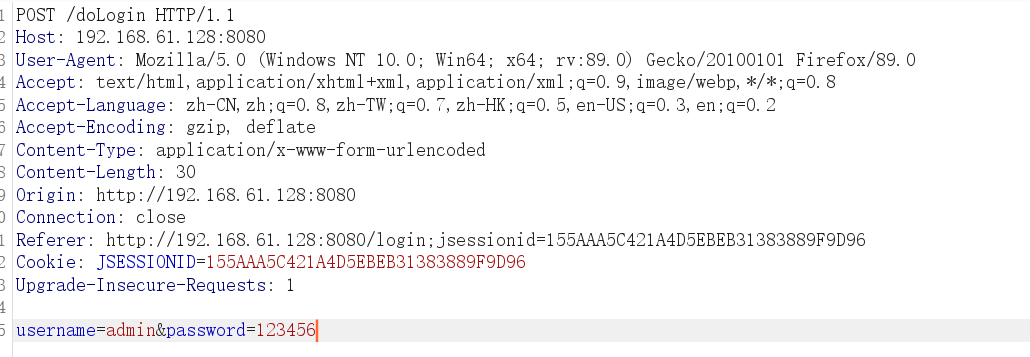 1 POST /doLogin HTTP/1.1
2 Host: 192.168.61.128:8080
3 User-Agent: Mozilla/5.0 (Windows NT 10.0; Win64; x64; rv:89.0) Gecko/20100101 Firefox/89.0
4 Accept: text/html,application/xhtml+xml,application/xml;q=0.9,image/webp,*/*;q=0.8
5 Accept-Language: zh-CN,zh;q=0.8,zh-TW;q=0.7,zh-HK;q=0.5,en-US;q=0.3,en;q=0.2
6 Accept-Encoding: gzip, deflate
7 Content-Type: application/x-www-form-urlencoded
8 Content-Length: 30
9 Origin: http://192.168.61.128:8080
0 Connection: close
1 Referer: http://192.168.61.128:8080/login;jsessionid=155AAA5C421A4D5EBEB31383889F9D96
2 Cookie: JSESSIONID=155AAA5C421A4D5EBEB31383889F9D96
3 Upgrade-Insecure-Requests: 1
4
5 username=admin&password=123456